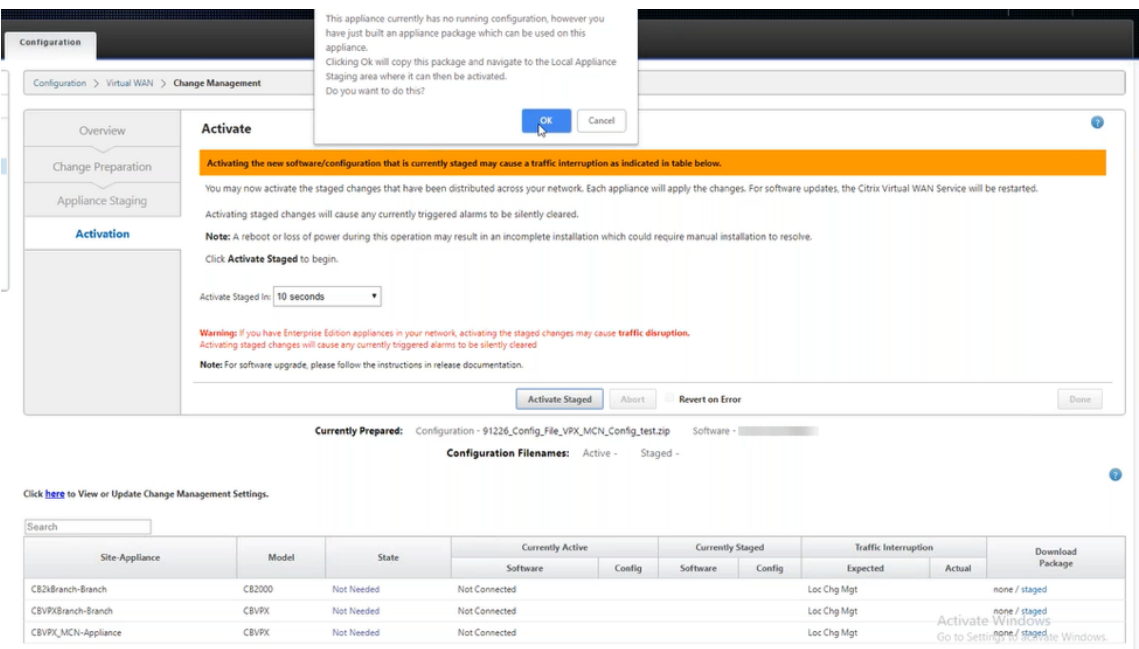 This appliance currently has no running configuration, however you
have just built an appliance package which can be used on this
appliance.
Clicking Ok will copy this package and navigate to the Local Appliance
Staging area where it can then be activated.
Do you want to do this?
OK Cancel
Configuration
Configuration > Virtual WAN > Change Management
Overview
Change Preparation
Appliance Staging
Activation
Activate
?
Activating the new software/configuration that is currently staged may cause a traffic interruption as indicated in table below.
You may now activate the staged changes that have been distributed across your network. Each appliance will apply the changes. For software updates, the Citrix Virtual WAN Service will be restarted.
Activating staged changes will cause any currently triggered alarms to be silently cleared.
Note: A reboot or loss of power during this operation may result in an incomplete installation which could require manual installation to resolve.
Click Activate Staged to begin.
Activate Staged In: 10 seconds
Warning: If you have Enterprise Edition appliances in your network, activating the staged changes may cause traffic disruption.
Activating staged changes will cause any currently triggered alarms to be silently cleared
Note: For software upgrade, please follow the instructions in release documentation.
Activate Staged Abort Revert on Error Done
Currently Prepared: Configuration - 91226_Config_File_VPX_MCN_Config_test.zip Software -
Configuration Filenames: Active - Staged -
?
Click here to View or Update Change Management Settings.
Search
Site-Appliance Model State Currently Active Currently Staged Traffic Interruption Download Package
Software Config Software Config Expected Actual
CB2kBranch-Branch CB2000 Not Needed Not Connected Loc Chg Mgt none / staged
CBVPXBranch-Branch CBVPX Not Needed Not Connected Loc Chg Mgt none / staged
CBVPX_MCN-Appliance CBVPX Not Needed Not Connected Loc Chg Mgt none / staged
Activate Windows
Go to Settings to activate Windows.